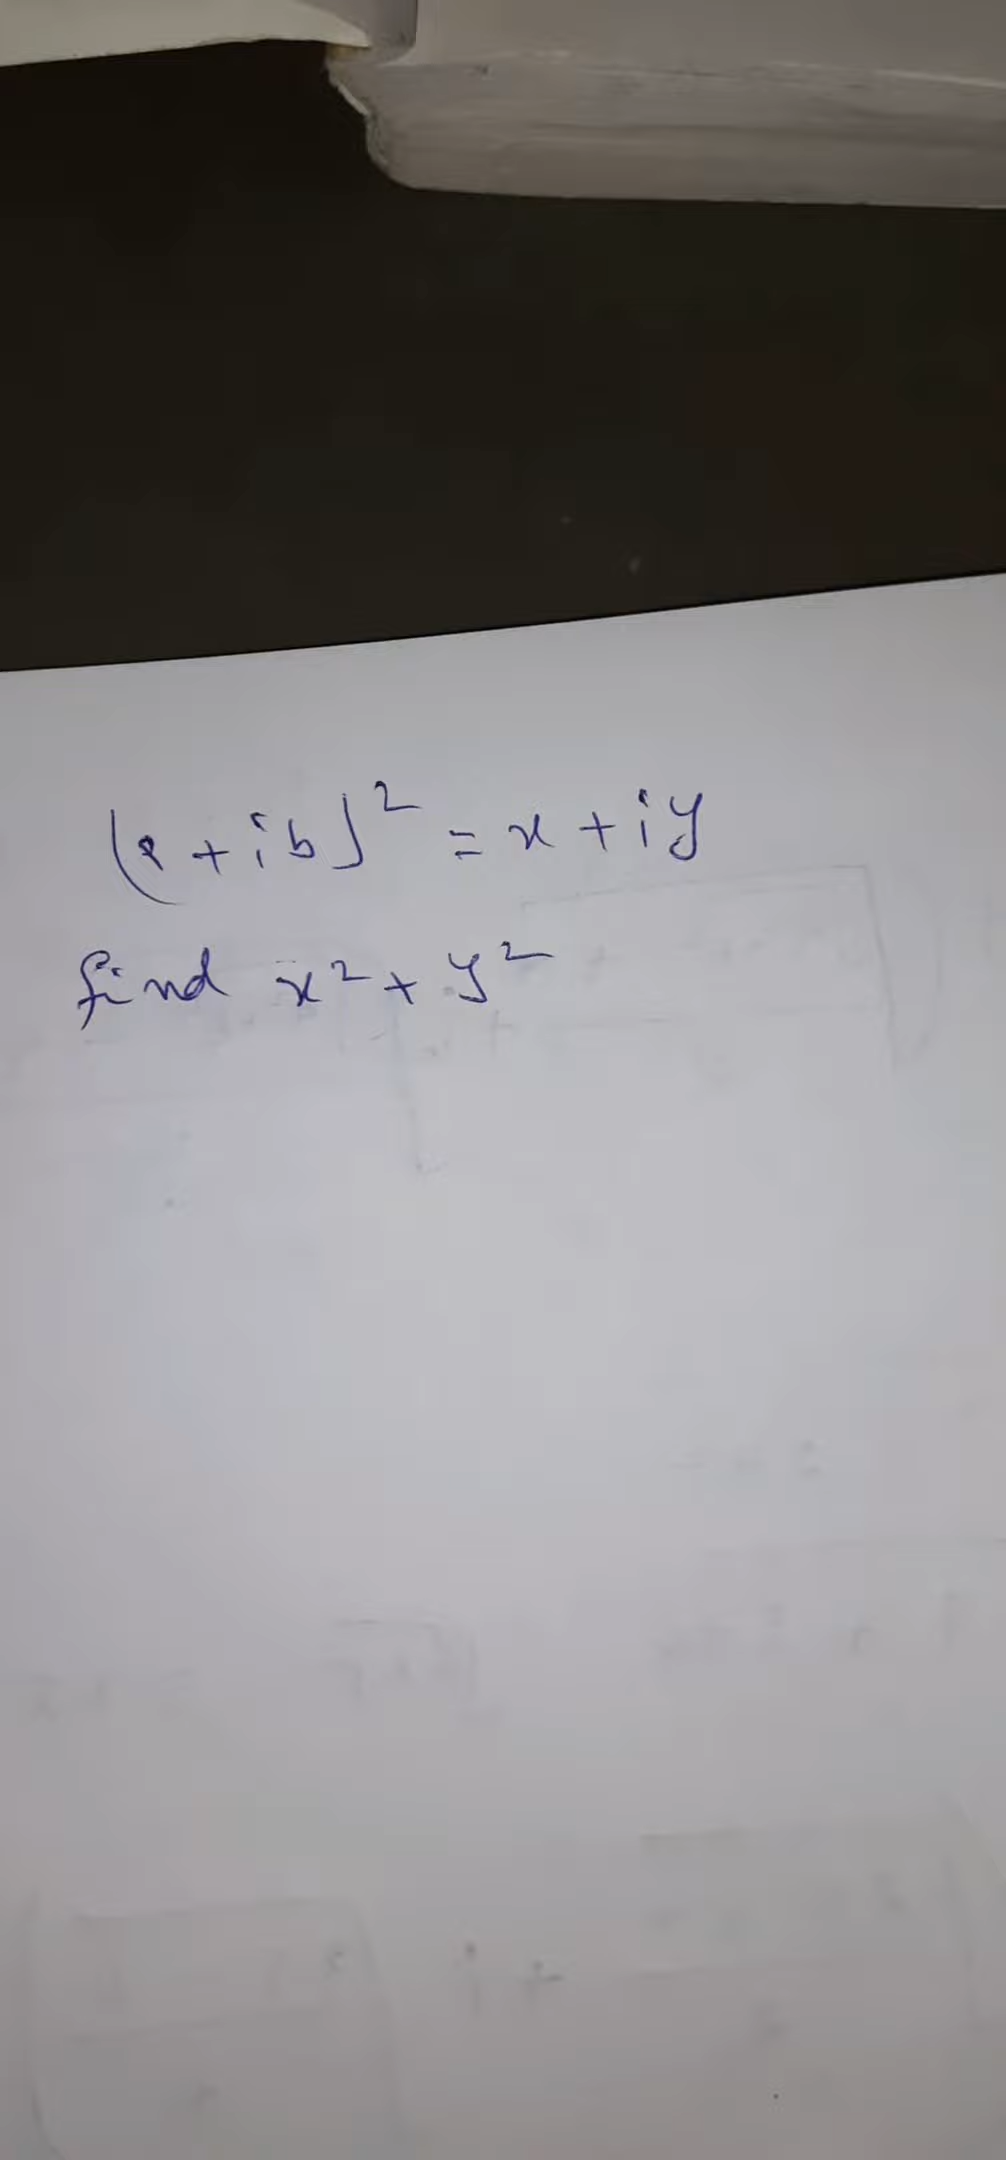 (a + ib)² = x + iy
find x² + y²